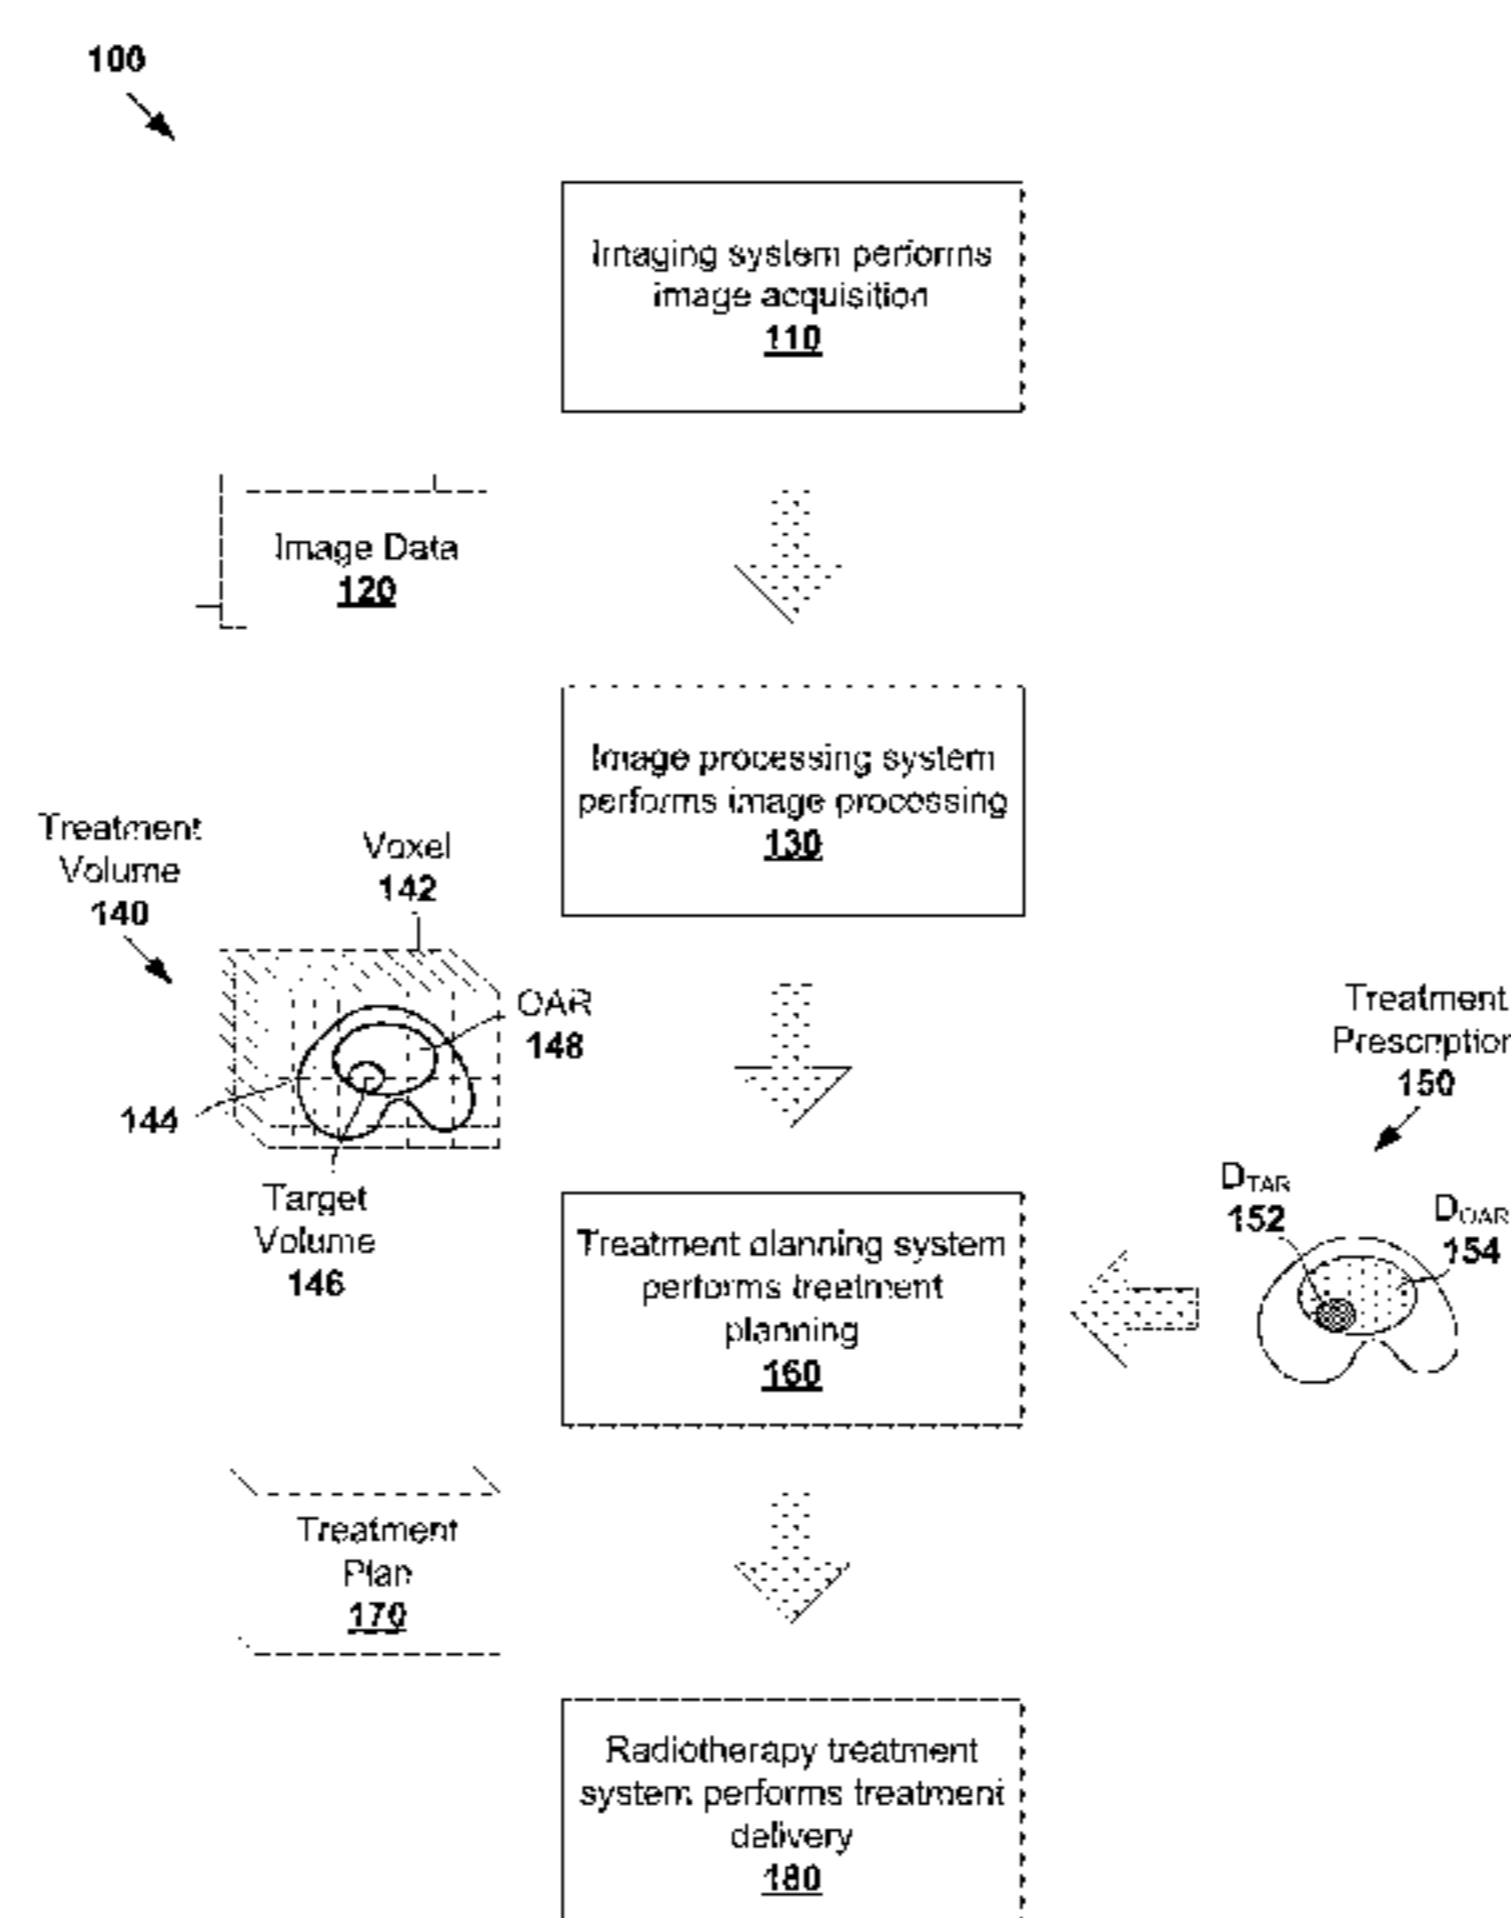 100
Imaging system performs
image acquisition
110
Image Data
120
Image processing system
performs image processing
130
Treatment
Volume
140
Voxel
142
OAR
148
144
Target
Volume
146
Treatment
Prescription
150
DTAR
152
DOAR
154
Treatment planning system
performs treatment
planning
160
Treatment
Plan
170
Radiotherapy treatment
system performs treatment
delivery
180